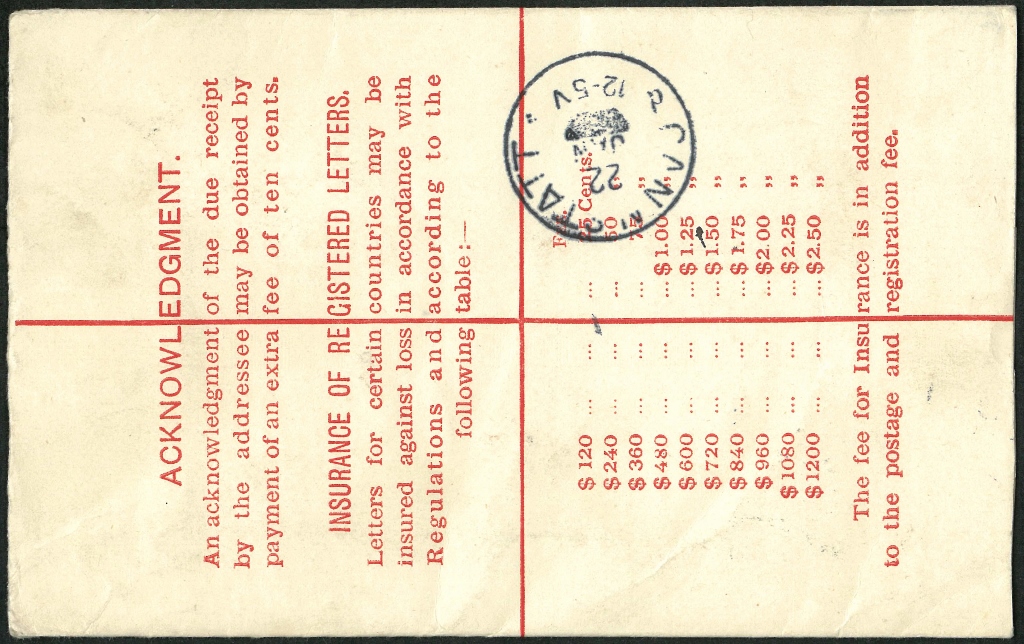 ACKNOWLEDGMENT.
An acknowledgment of the due receipt
by the addressee may be obtained by
payment of an extra fee of ten cents.
INSURANCE OF REGISTERED LETTERS.
Letters for certain countries may be
insured against loss in accordance with
Regulations and according to the
following table:—
$ 120 ... ... ... 25 Cents.
$ 240 ... ... ... 50 „
$ 360 ... ... ... 75 „
$ 480 ... ... ... $ 1.00 „
$ 600 ... ... ... $ 1.25 „
$ 720 ... ... ... $ 1.50 „
$ 840 ... ... ... $ 1.75 „
$ 960 ... ... ... $2.00 „
$ 1080 ... ... ... $ 2.25 „
$ 1200 ... ... ... $ 2.50 „
The fee for Insurance is in addition
to the postage and registration fee.
22
JAN
12-5V